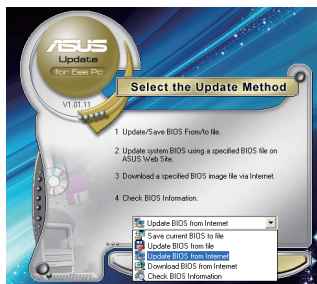 ASUS
Update
for Eee Pc
V1.01.11
Select the Update Method
1 Update/Save BIOS From/to file.
2 Update system BIOS using a specified BIOS file on
ASUS Web Site.
3 Download a specified BIOS image file via Internet.
4 Check BIOS Information.
Update BIOS from Internet
Save current BIOS to file
Update BIOS from file
Update BIOS from Internet
Download BIOS from Internet
Check BIOS Information